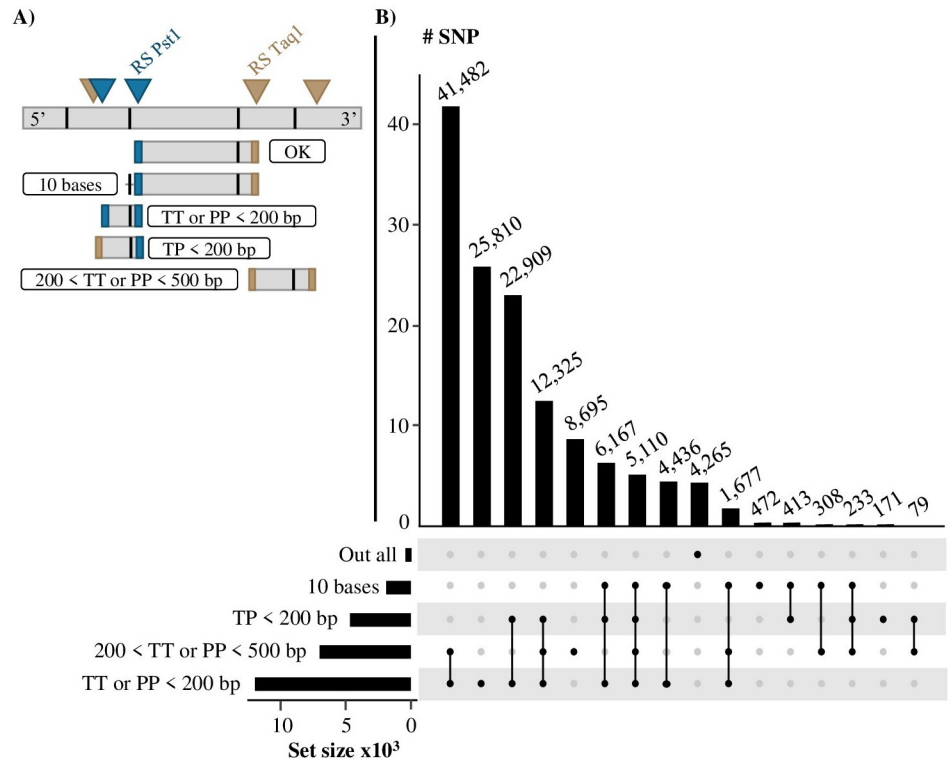 A)
RS Pst1
RS Taq1
5’
3’
OK
10 bases
TT or PP < 200 bp
TP < 200 bp
200 < TT or PP < 500 bp
B)
# SNP
41,482
25,810
22,909
12,325
8,695
6,167
5,110
4,436
4,265
1,677
472
413
308
233
171
79
40
30
20
10
0
Out all
10 bases
TP < 200 bp
200 < TT or PP < 500 bp
TT or PP < 200 bp
10
5
0
Set size x10³